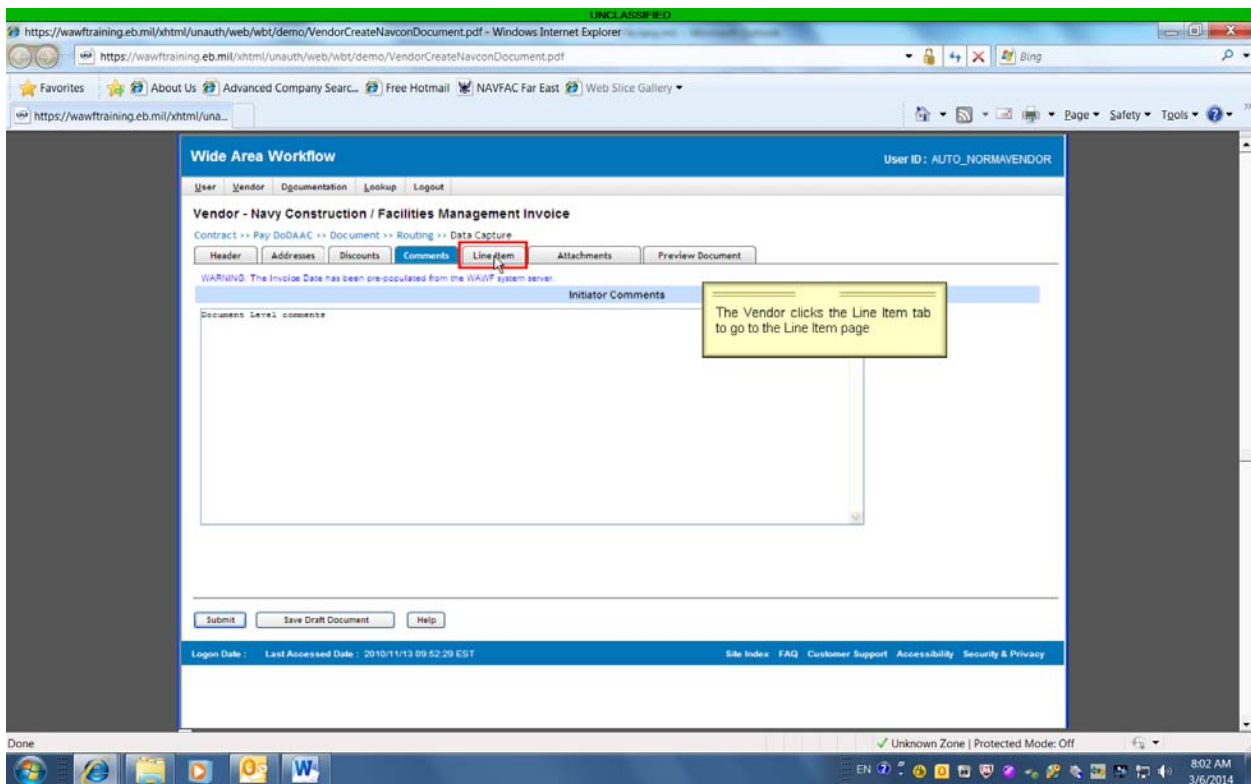 UNCLASSIFIED
https://wawftraining.eb.mil/xhtml/unauth/web/wbt/demo/VendorCreateNavconDocument.pdf - Windows Internet Explorer
https://wawftraining.eb.mil/xhtml/unauth/web/wbt/demo/VendorCreateNavconDocument.pdf
Bing
Favorites About Us Advanced Company Searc... Free Hotmail NAVFAC Far East Web Slice Gallery
https://wawftraining.eb.mil/xhtml/una...
Page Safety Tools
Wide Area Workflow
User ID : AUTO_NORMAVENDOR
User Vendor Documentation Lookup Logout
Vendor - Navy Construction / Facilities Management Invoice
Contract >> Pay DoDAAC >> Document >> Routing >> Data Capture
Header Addresses Discounts Comments Line Item Attachments Preview Document
WARNING: The Invoice Date has been pre-populated from the WAWF system server.
Initiator Comments
Document Level comments
The Vendor clicks the Line Item tab
to go to the Line Item page
Submit Save Draft Document Help
Logon Date : Last Accessed Date : 2010/11/13 09:52:29 EST
Site Index FAQ Customer Support Accessibility Security & Privacy
Done
Unknown Zone | Protected Mode: Off
EN
8:02 AM
3/6/2014